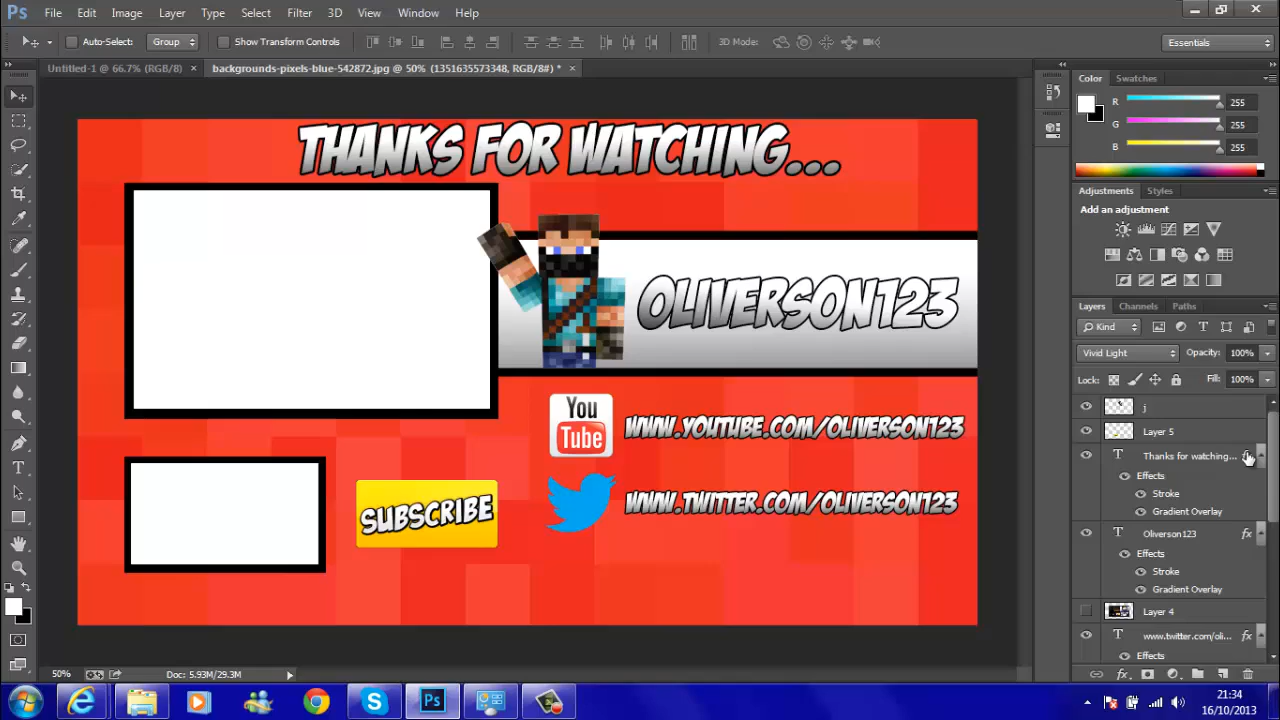 Ps File Edit Image Layer Type Select Filter 3D View Window Help
Auto-Select: Group Show Transform Controls 3D Mode: Essentials
Untitled-1 @ 66.7% (RGB/8) × backgrounds-pixels-blue-542872.jpg @ 50% (1351635573348, RGB/8#) * ×
Color Swatches
R 255
G 255
B 255
Adjustments Styles
Add an adjustment
Layers Channels Paths
Kind
Vivid Light Opacity: 100%
Lock: Fill: 100%
j
Layer 5
Thanks for watching...
Effects
Stroke
Gradient Overlay
Oliverson123 fx
Effects
Stroke
Gradient Overlay
Layer 4
www.twitter.com/oli... fx
Effects
THANKS FOR WATCHING...
OLIVERSON123
You
Tube
WWW.YOUTUBE.COM/OLIVERSON123
SUBSCRIBE
WWW.TWITTER.COM/OLIVERSON123
50% Doc: 5.93M/29.3M
Ps
21:34
16/10/2013